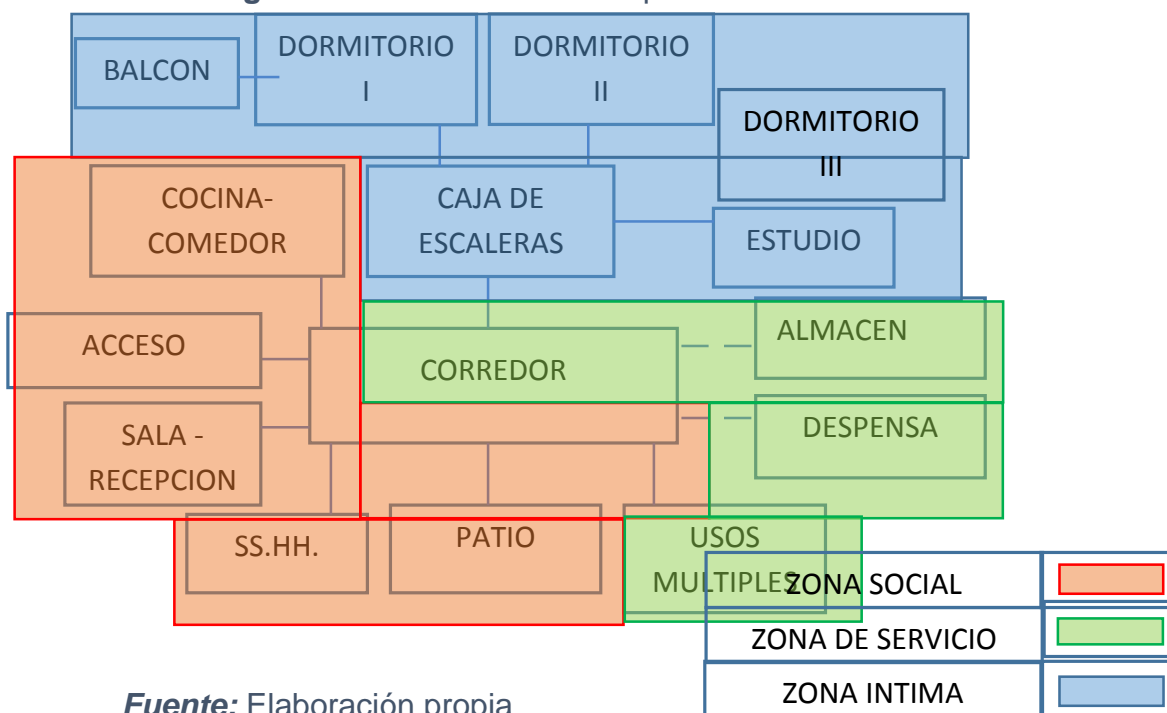 BALCON
DORMITORIO
I
DORMITORIO
II
DORMITORIO
III
COCINA-
COMEDOR
CAJA DE
ESCALERAS
ESTUDIO
ACCESO
CORREDOR
ALMACEN
SALA -
RECEPCION
DESPENSA
SS.HH.
PATIO
USOS
MULTIPLES
ZONA SOCIAL
ZONA DE SERVICIO
ZONA INTIMA
Fuente: Elaboración propia